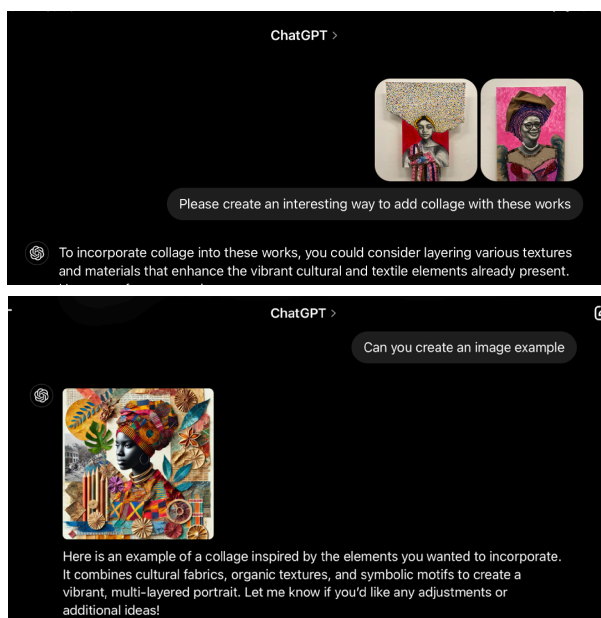 ChatGPT >
Please create an interesting way to add collage with these works
To incorporate collage into these works, you could consider layering various textures
and materials that enhance the vibrant cultural and textile elements already present.
ChatGPT >
Can you create an image example
Here is an example of a collage inspired by the elements you wanted to incorporate.
It combines cultural fabrics, organic textures, and symbolic motifs to create a
vibrant, multi-layered portrait. Let me know if you'd like any adjustments or
additional ideas!